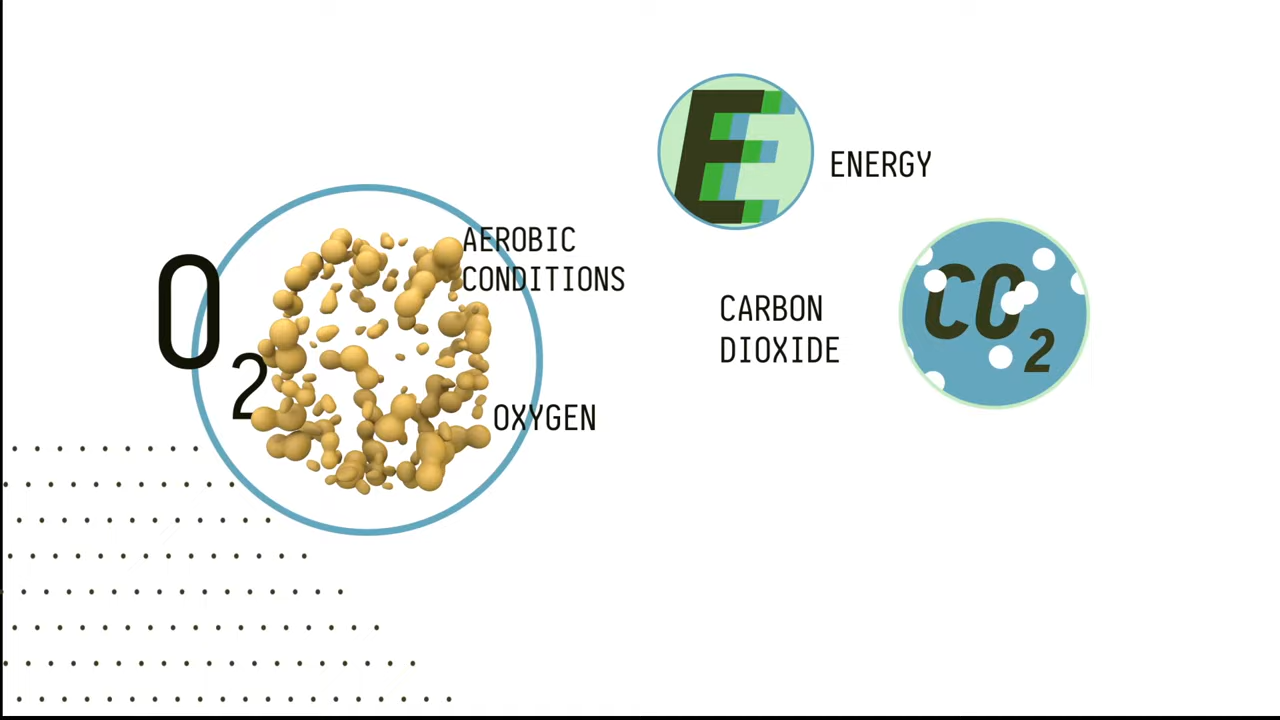 O2
AEROBIC
CONDITIONS
OXYGEN
E
ENERGY
CARBON
DIOXIDE
CO2